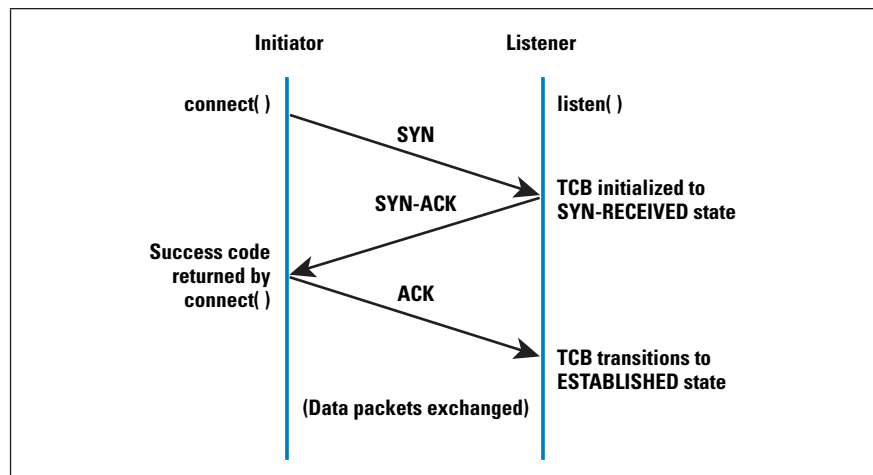 Initiator
Listener
connect( )
listen( )
SYN
TCB initialized to
SYN-RECEIVED state
SYN-ACK
Success code
returned by
connect( )
ACK
TCB transitions to
ESTABLISHED state
(Data packets exchanged)